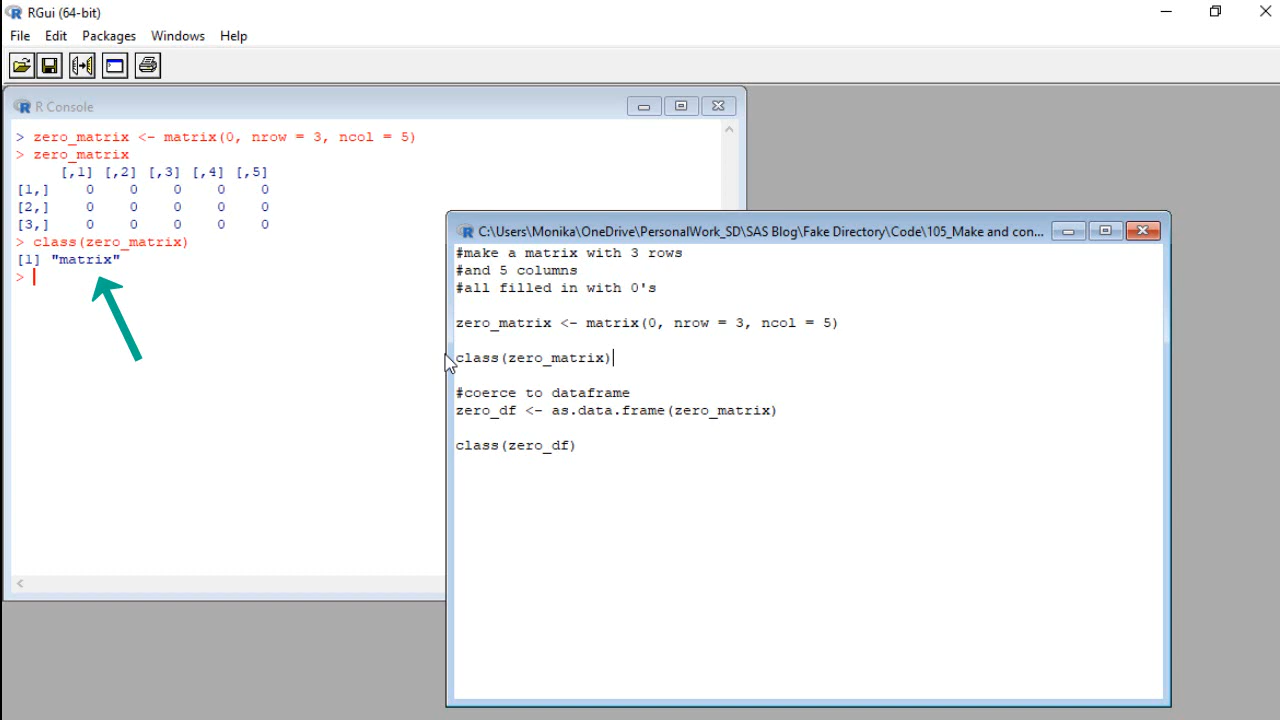 RGui (64-bit)
File Edit Packages Windows Help
R Console
> zero_matrix <- matrix(0, nrow = 3, ncol = 5)
> zero_matrix
     [,1] [,2] [,3] [,4] [,5]
[1,]    0    0    0    0    0
[2,]    0    0    0    0    0
[3,]    0    0    0    0    0
> class(zero_matrix)
[1] "matrix"
>
C:\Users\Monika\OneDrive\PersonalWork_SD\SAS Blog\Fake Directory\Code\105_Make and con...
#make a matrix with 3 rows
#and 5 columns
#all filled in with 0's
zero_matrix <- matrix(0, nrow = 3, ncol = 5)
class(zero_matrix)
#coerce to dataframe
zero_df <- as.data.frame(zero_matrix)
class(zero_df)